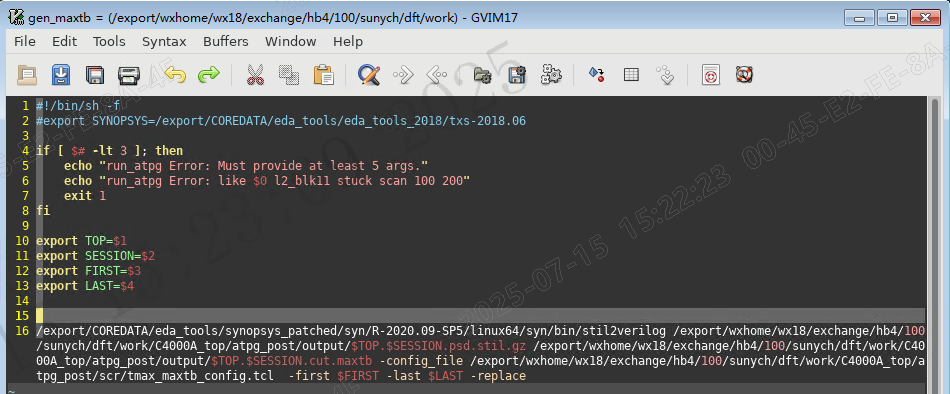 gen_maxtb = (/export/wxhome/wx18/exchange/hb4/100/sunych/dft/work) - GVIM17
File Edit Tools Syntax Buffers Window Help
1 #!/bin/sh -f
2 #export SYNOPSYS=/export/COREDATA/eda_tools/eda_tools_2018/txs-2018.06
3
4 if [ $# -lt 3 ]; then
5     echo "run_atpg Error: Must provide at least 5 args."
6     echo "run_atpg Error: like $0 l2_blk11 stuck scan 100 200"
7     exit 1
8 fi
9
10 export TOP=$1
11 export SESSION=$2
12 export FIRST=$3
13 export LAST=$4
14
15
16 /export/COREDATA/eda_tools/synopsys_patched/syn/R-2020.09-SP5/linux64/syn/bin/stil2verilog /export/wxhome/wx18/exchange/hb4/100
/sunych/dft/work/C4000A_top/atpg_post/output/$TOP.$SESSION.psd.stil.gz /export/wxhome/wx18/exchange/hb4/100/sunych/dft/work/C40
00A_top/atpg_post/output/$TOP.$SESSION.cut.maxtb -config_file /export/wxhome/wx18/exchange/hb4/100/sunych/dft/work/C4000A_top/a
tpg_post/scr/tmax_maxtb_config.tcl  -first $FIRST -last $LAST -replace
~
2025-07-15 15:22:23 00-45-E2-FE-8A